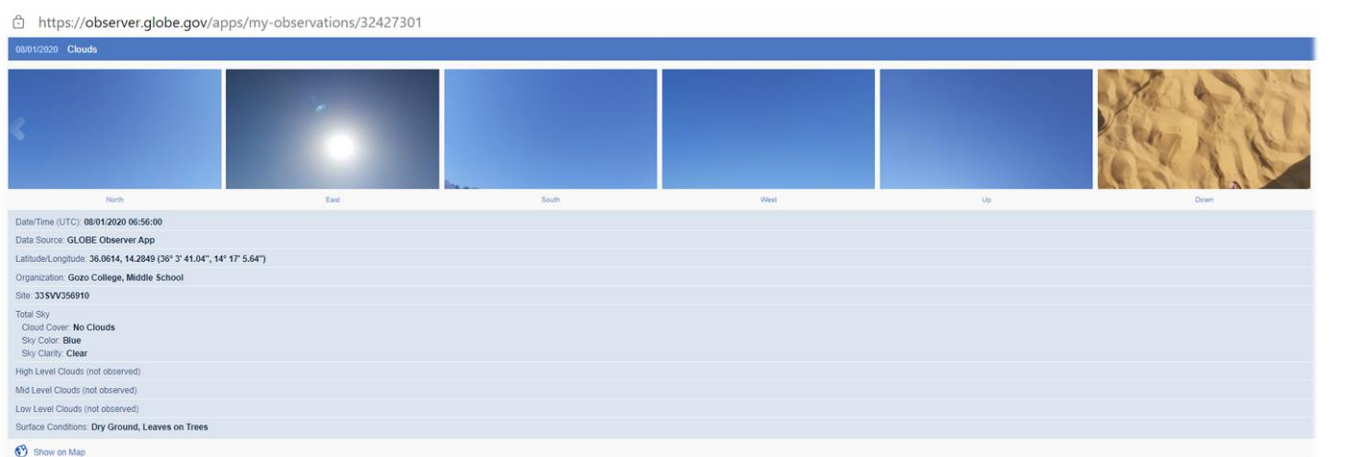 https://observer.globe.gov/apps/my-observations/32427301
08/01/2020 Clouds
North East South West Up Down
Date/Time (UTC): 08/01/2020 06:56:00
Data Source: GLOBE Observer App
Latitude/Longitude: 36.0614, 14.2849 (36° 3' 41.04", 14° 17' 5.64")
Organization: Gozo College, Middle School
Site: 33SVV356910
Total Sky
Cloud Cover: No Clouds
Sky Color: Blue
Sky Clarity: Clear
High Level Clouds (not observed)
Mid Level Clouds (not observed)
Low Level Clouds (not observed)
Surface Conditions: Dry Ground, Leaves on Trees
Show on Map